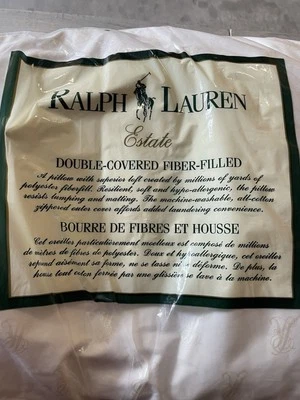 RALPH LAUREN
Estate
DOUBLE-COVERED FIBER-FILLED
A pillow with superior loft created by millions of yards of
polyester fiberfill. Resilient, soft and hypo-allergenic, the pillow
resists lumping and matting. The machine-washable, all-cotton
zippered outer cover affords added laundering convenience.
BOURRE DE FIBRES ET HOUSSE
Cet oreiller particulièrement moelleux est composé de millions
de mètres de fibres de polyester. Doux et hypoallergique, cet oreiller
reprend aisément sa forme, ne se tasse ni se déforme. De plus, la
housse tout coton fermée par une glissière se lave à la machine.